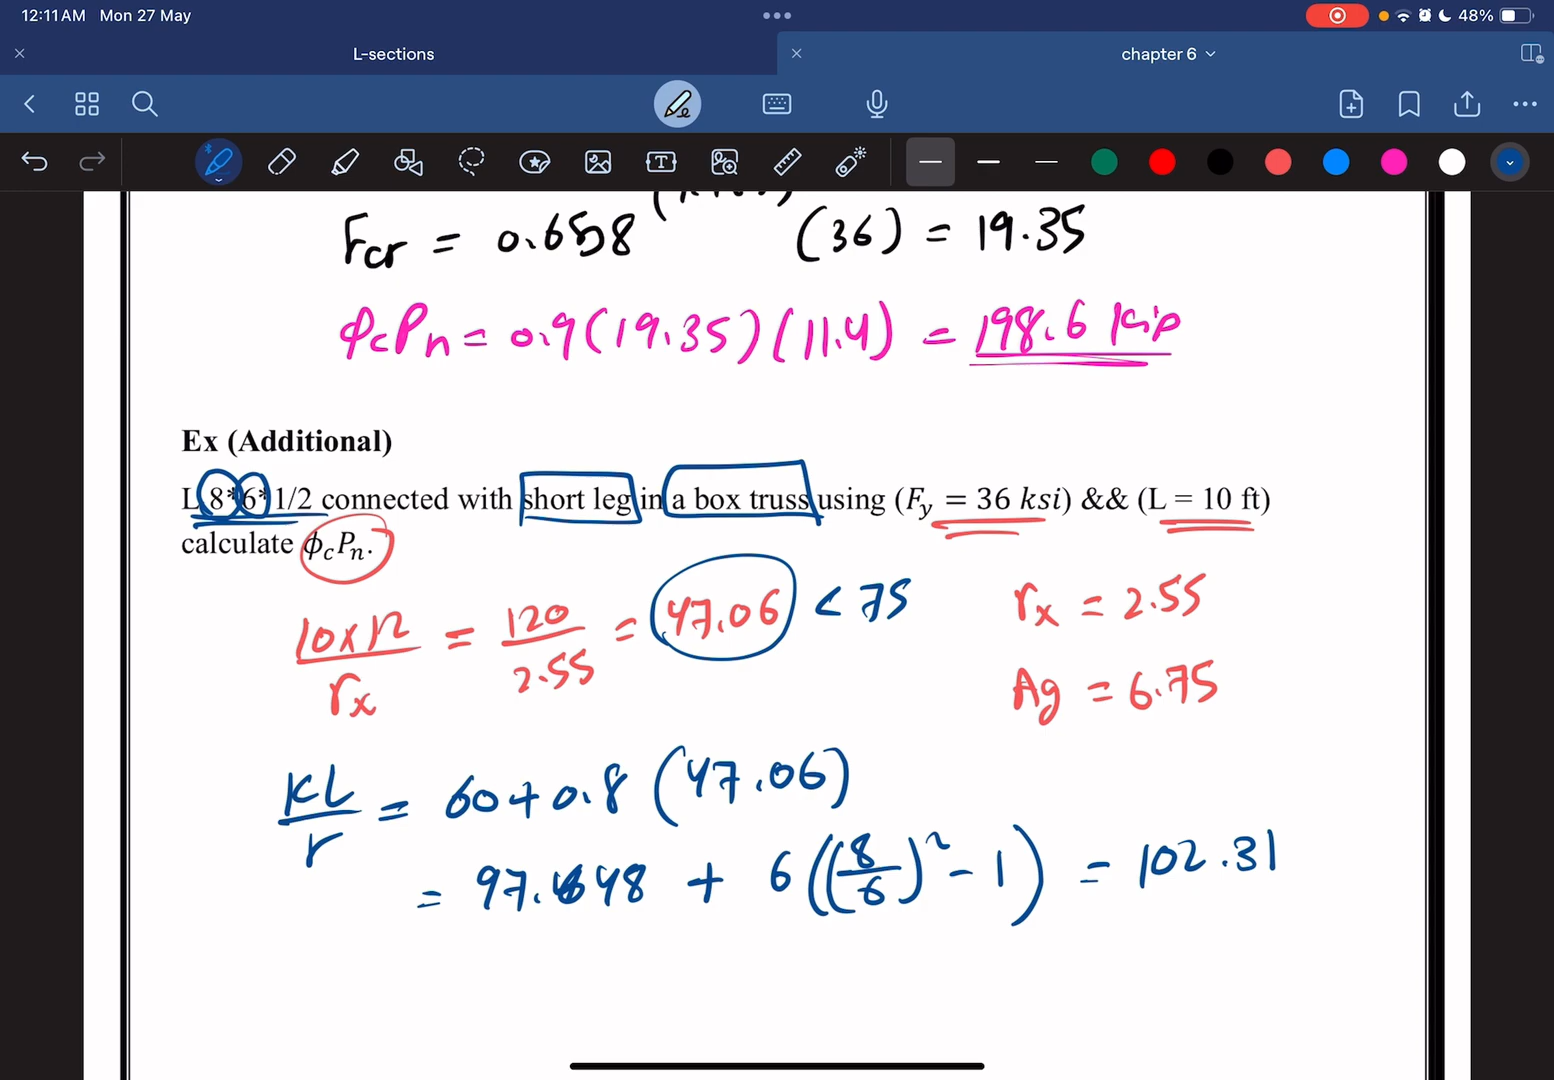 12:11 AM Mon 27 May
48%
L-sections
chapter 6
Fcr = 0.658 (36) = 19.35
ϕcPn = 0.9(19.35)(11.4) = 198.6 kip
Ex (Additional)
L 8*6*1/2 connected with short leg in a box truss using (Fy = 36 ksi) && (L = 10 ft)
calculate ϕcPn.
10x12/rx = 120/2.55 = 47.06 < 75
rx = 2.55
Ag = 6.75
KL/r = 60+0.8 (47.06)
= 97.648 + 6((8/6)² - 1) = 102.31